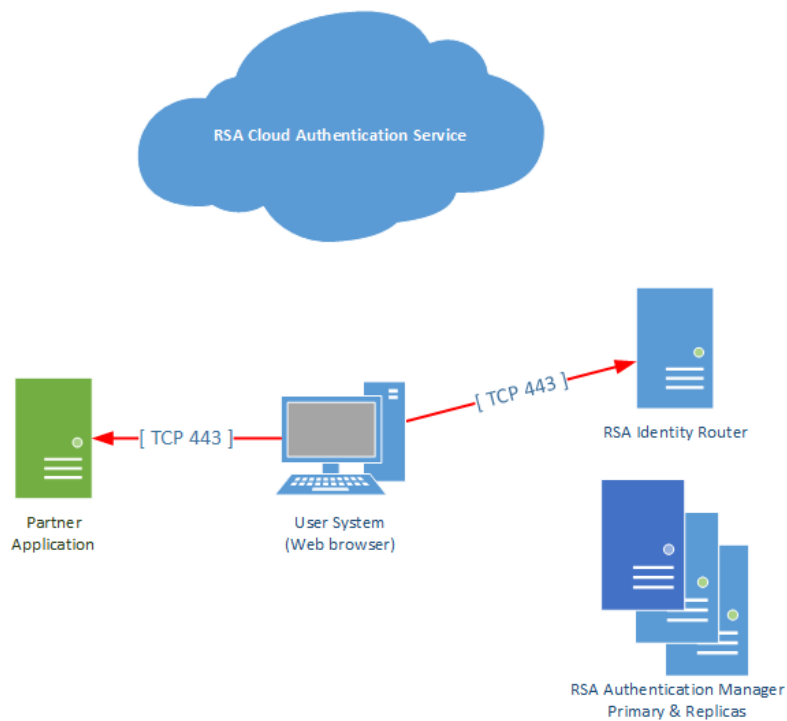 RSA Cloud Authentication Service
[ TCP 443 ]
RSA Identity Router
[ TCP 443 ]
Partner
Application
User System
(Web browser)
RSA Authentication Manager
Primary & Replicas